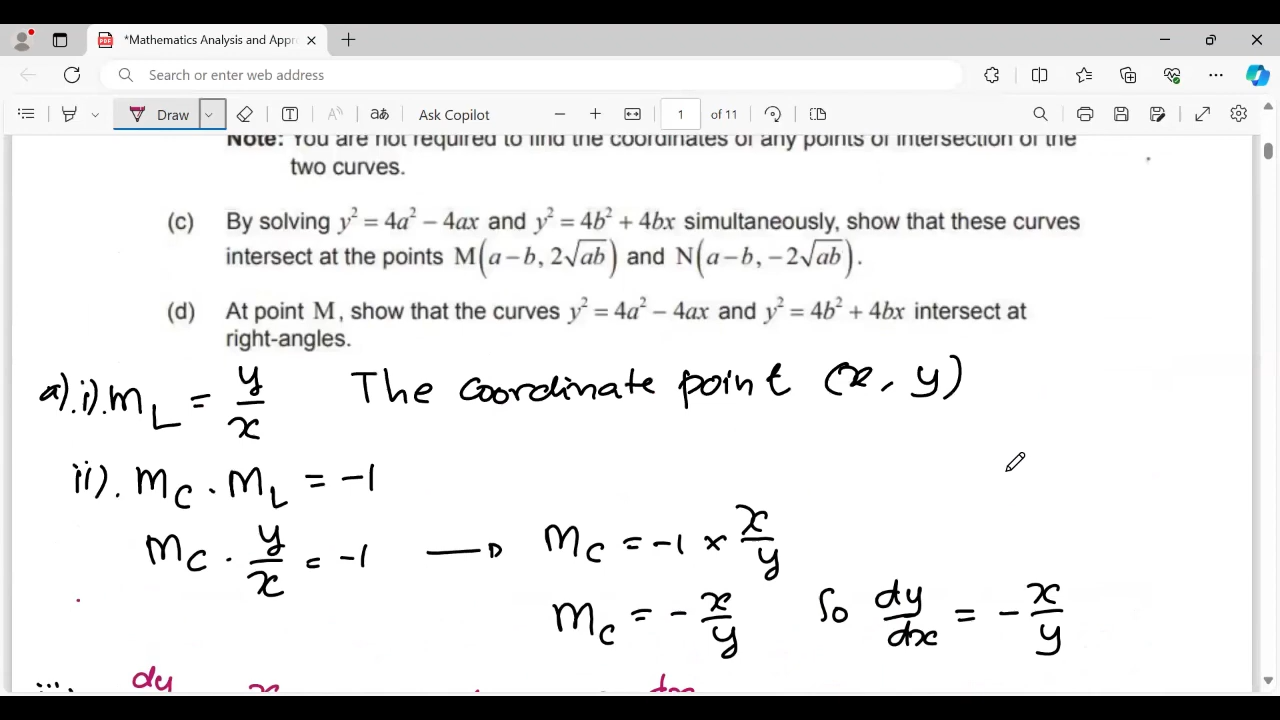 *Mathematics Analysis and Appr
Search or enter web address
Draw
aあ
Ask Copilot
1
of 11
Note: You are not required to find the coordinates of any points of intersection of the
two curves.
(c) By solving y² = 4a² − 4ax and y² = 4b² + 4bx simultaneously, show that these curves
intersect at the points M(a−b, 2√ab) and N(a−b, −2√ab).
(d) At point M, show that the curves y² = 4a² − 4ax and y² = 4b² + 4bx intersect at
right-angles.
a).i). m_L = y/x The coordinate point (x, y)
ii). m_C · m_L = −1
m_C · y/x = −1 → m_C = −1 × x/y
m_C = − x/y So dy/dx = − x/y